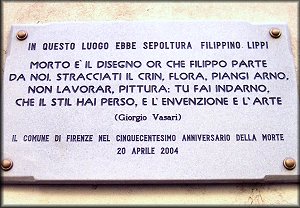 IN QUESTO LUOGO EBBE SEPOLTURA FILIPPINO LIPPI
MORTO E' IL DISEGNO OR CHE FILIPPO PARTE
DA NOI. STRACCIATI IL CRIN, FLORA, PIANGI ARNO,
NON LAVORAR, PITTURA: TU FAI INDARNO,
CHE IL STIL HAI PERSO, E L' ENVENZIONE E L' ARTE
(Giorgio Vasari)
IL COMUNE DI FIRENZE NEL CINQUECENTESIMO ANNIVERSARIO DELLA MORTE
20 APRILE 2004